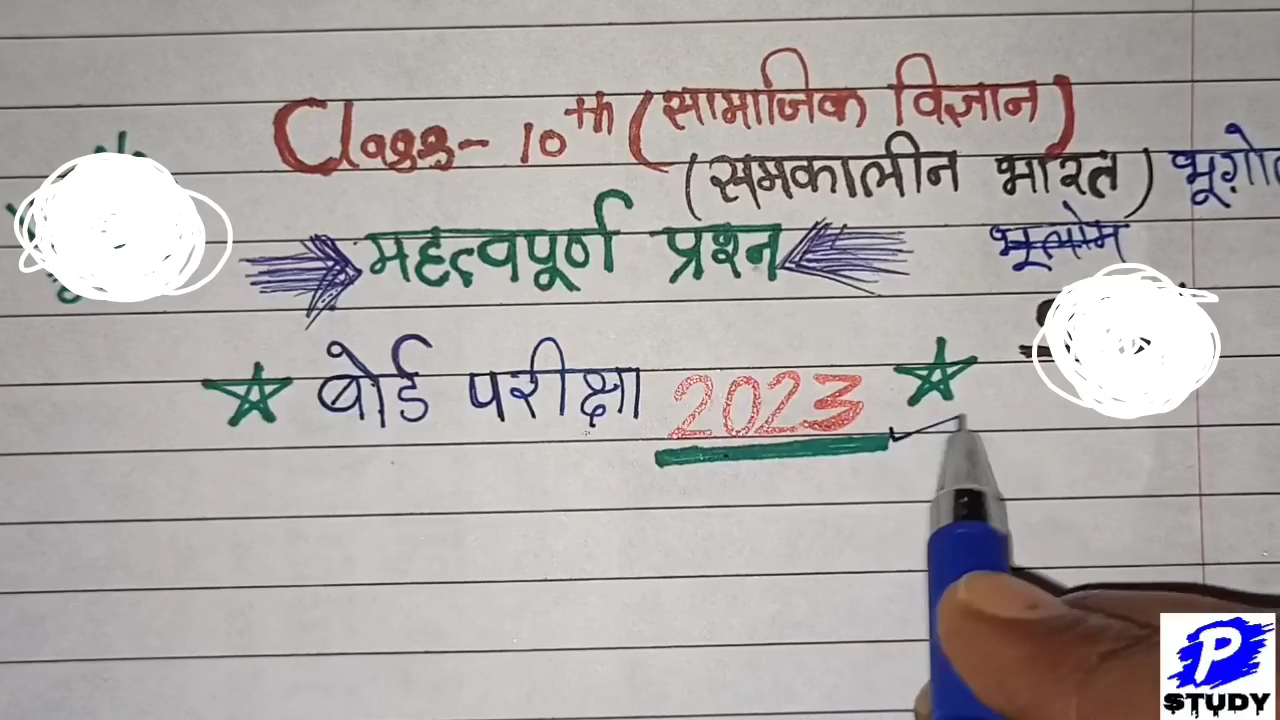 Class- 10th (सामाजिक विज्ञान)
(समकालीन भारत)
महत्वपूर्ण प्रश्न
बोर्ड परीक्षा 2023
P
STUDY